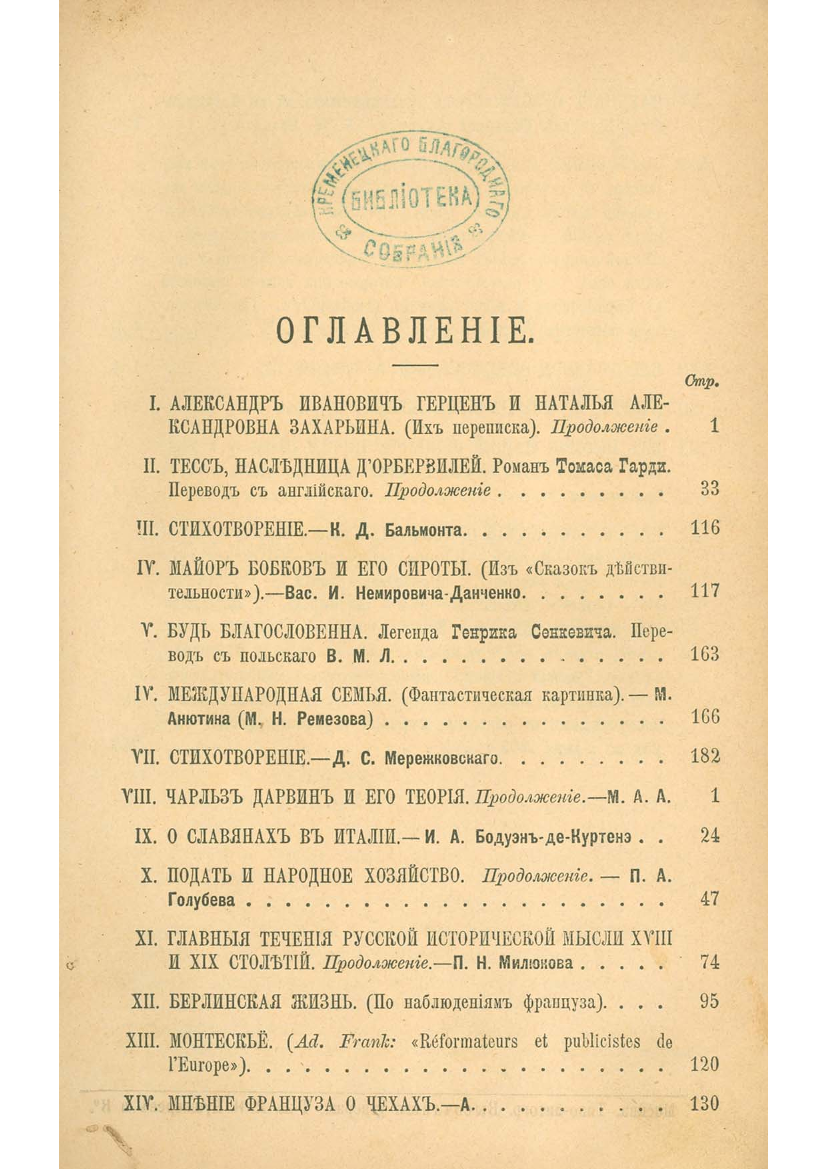 КРЕМЕНЕЦКАГО БЛАГОРОДНАГО
БИБЛІОТЕКА
СОБРАНІЯ
ОГЛАВЛЕНІЕ.
Стр.
I. АЛЕКСАНДРЪ ИВАНОВИЧЪ ГЕРЦЕНЪ И НАТАЛЬЯ АЛЕ-
КСАНДРОВНА ЗАХАРЬИНА. (Ихъ переписка). Продолженіе . 1
II. ТЕССЪ, НАСЛѢДНИЦА Д'ОРБЕРВИЛЕЙ. Романъ Томаса Гарди.
Переводъ съ англійскаго. Продолженіе . . . . . . . . . 33
III. СТИХОТВОРЕНІЕ.—К. Д. Бальмонта. . . . . . . . . . . 116
IV. МАЙОРЪ БОБКОВЪ И ЕГО СИРОТЫ. (Изъ «Сказокъ дѣйстви-
тельности»).—Вас. И. Немировича-Данченко. . . . . . . . 117
V. БУДЬ БЛАГОСЛОВЕННА. Легенда Генрика Сенкевича. Пере-
водъ съ польскаго В. М. Л. . . . . . . . . . . . . . 163
IV. МЕЖДУНАРОДНАЯ СЕМЬЯ. (Фантастическая картинка). — М.
Анютина (М. Н. Ремезова) . . . . . . . . . . . . . . . 166
VII. СТИХОТВОРЕНІЕ.—Д. С. Мережковскаго. . . . . . . . . 182
VIII. ЧАРЛЬЗЪ ДАРВИНЪ И ЕГО ТЕОРІЯ. Продолженіе.—М. А. А. 1
IX. О СЛАВЯНАХЪ ВЪ ИТАЛІИ.—И. А. Бодуэнъ-де-Куртенэ . . 24
X. ПОДАТЬ И НАРОДНОЕ ХОЗЯЙСТВО. Продолженіе. — П. А.
Голубева . . . . . . . . . . . . . . . . . . . . . . 47
XI. ГЛАВНЫЯ ТЕЧЕНІЯ РУССКОЙ ИСТОРИЧЕСКОЙ МЫСЛИ XVIII
И XIX СТОЛѢТІЙ. Продолженіе.—П. Н. Милюкова . . . . . 74
XII. БЕРЛИНСКАЯ ЖИЗНЬ. (По наблюденіямъ француза). . . . 95
XIII. МОНТЕСКЬЁ. (Ad. Frank: «Réformateurs et publicistes de
l'Europe»). . . . . . . . . . . . . . . . . . . . . . 120
XIV. МНѢНІЕ ФРАНЦУЗА О ЧЕХАХЪ.—А. . . . . . . . . . . . 130